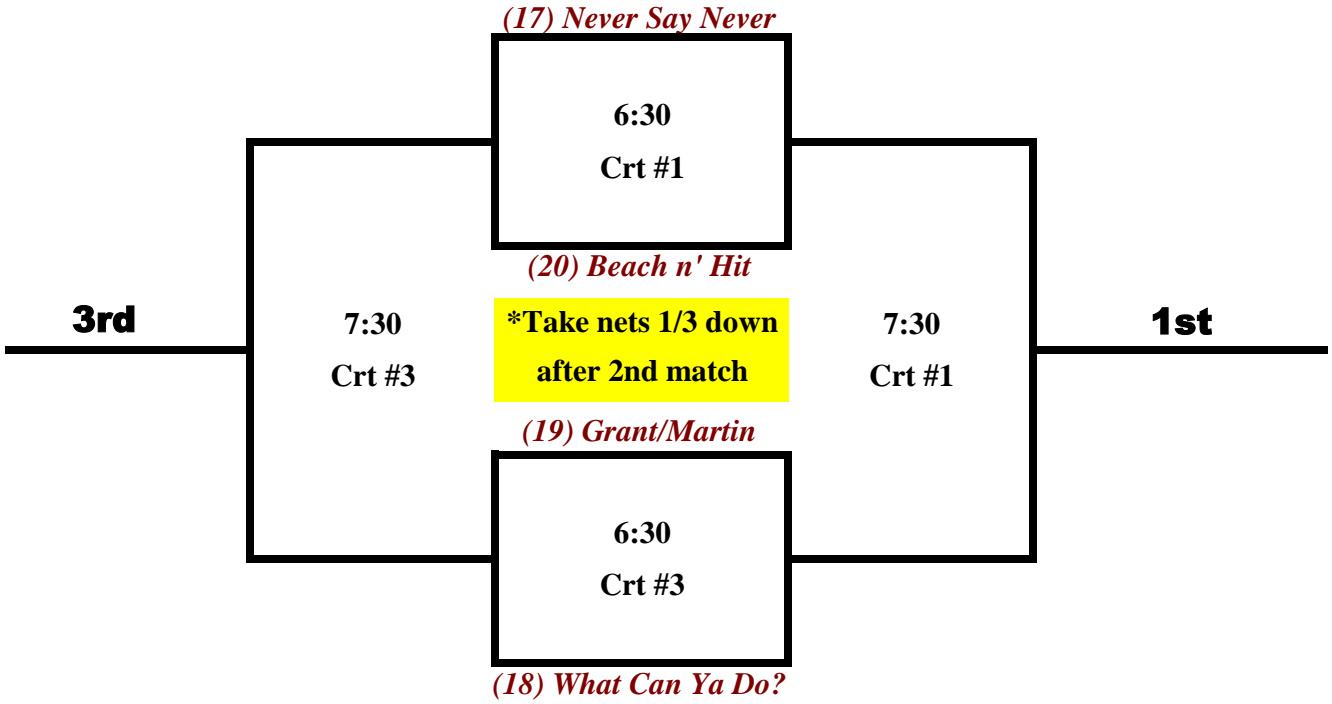 (17) Never Say Never
6:30
Crt #1
(20) Beach n' Hit
3rd
7:30
Crt #3
*Take nets 1/3 down
after 2nd match
7:30
Crt #1
1st
(19) Grant/Martin
6:30
Crt #3
(18) What Can Ya Do?